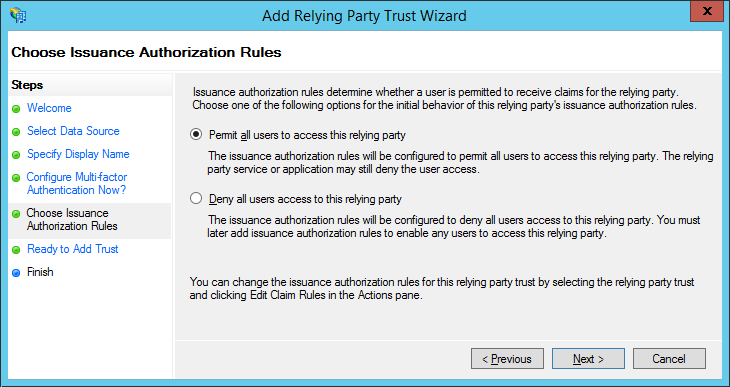 Add Relying Party Trust Wizard
x
Choose Issuance Authorization Rules
Steps
Welcome
Select Data Source
Specify Display Name
Configure Multi-factor
Authentication Now?
Choose Issuance
Authorization Rules
Ready to Add Trust
Finish
Issuance authorization rules determine whether a user is permitted to receive claims for the relying party.
Choose one of the following options for the initial behavior of this relying party's issuance authorization rules.
Permit all users to access this relying party
The issuance authorization rules will be configured to permit all users to access this relying party. The relying
party service or application may still deny the user access.
Deny all users access to this relying party
The issuance authorization rules will be configured to deny all users access to this relying party. You must
later add issuance authorization rules to enable any users to access this relying party.
You can change the issuance authorization rules for this relying party trust by selecting the relying party trust
and clicking Edit Claim Rules in the Actions pane.
< Previous
Next >
Cancel